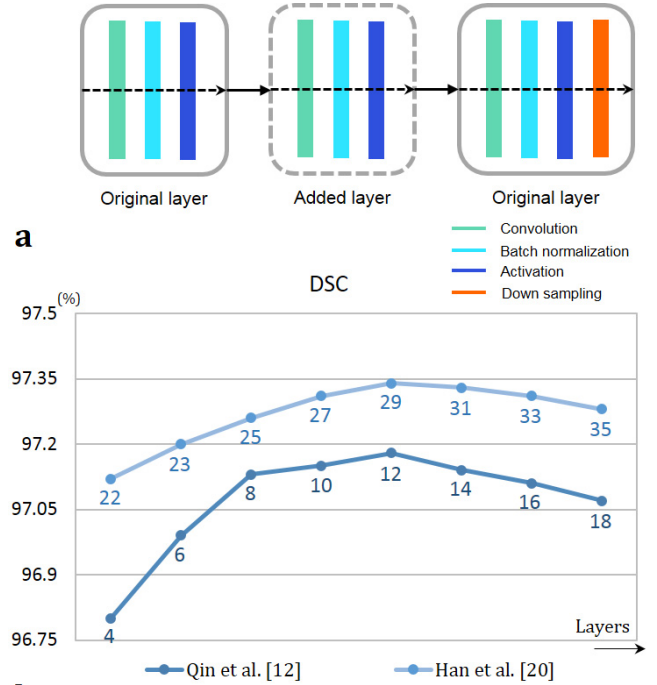 Original layer
Added layer
Original layer
a
Convolution
Batch normalization
Activation
Down sampling
DSC
(%)
97.5
97.35
97.2
97.05
96.9
96.75
22
23
25
27
29
31
33
35
4
6
8
10
12
14
16
18
Layers
Qin et al. [12]
Han et al. [20]